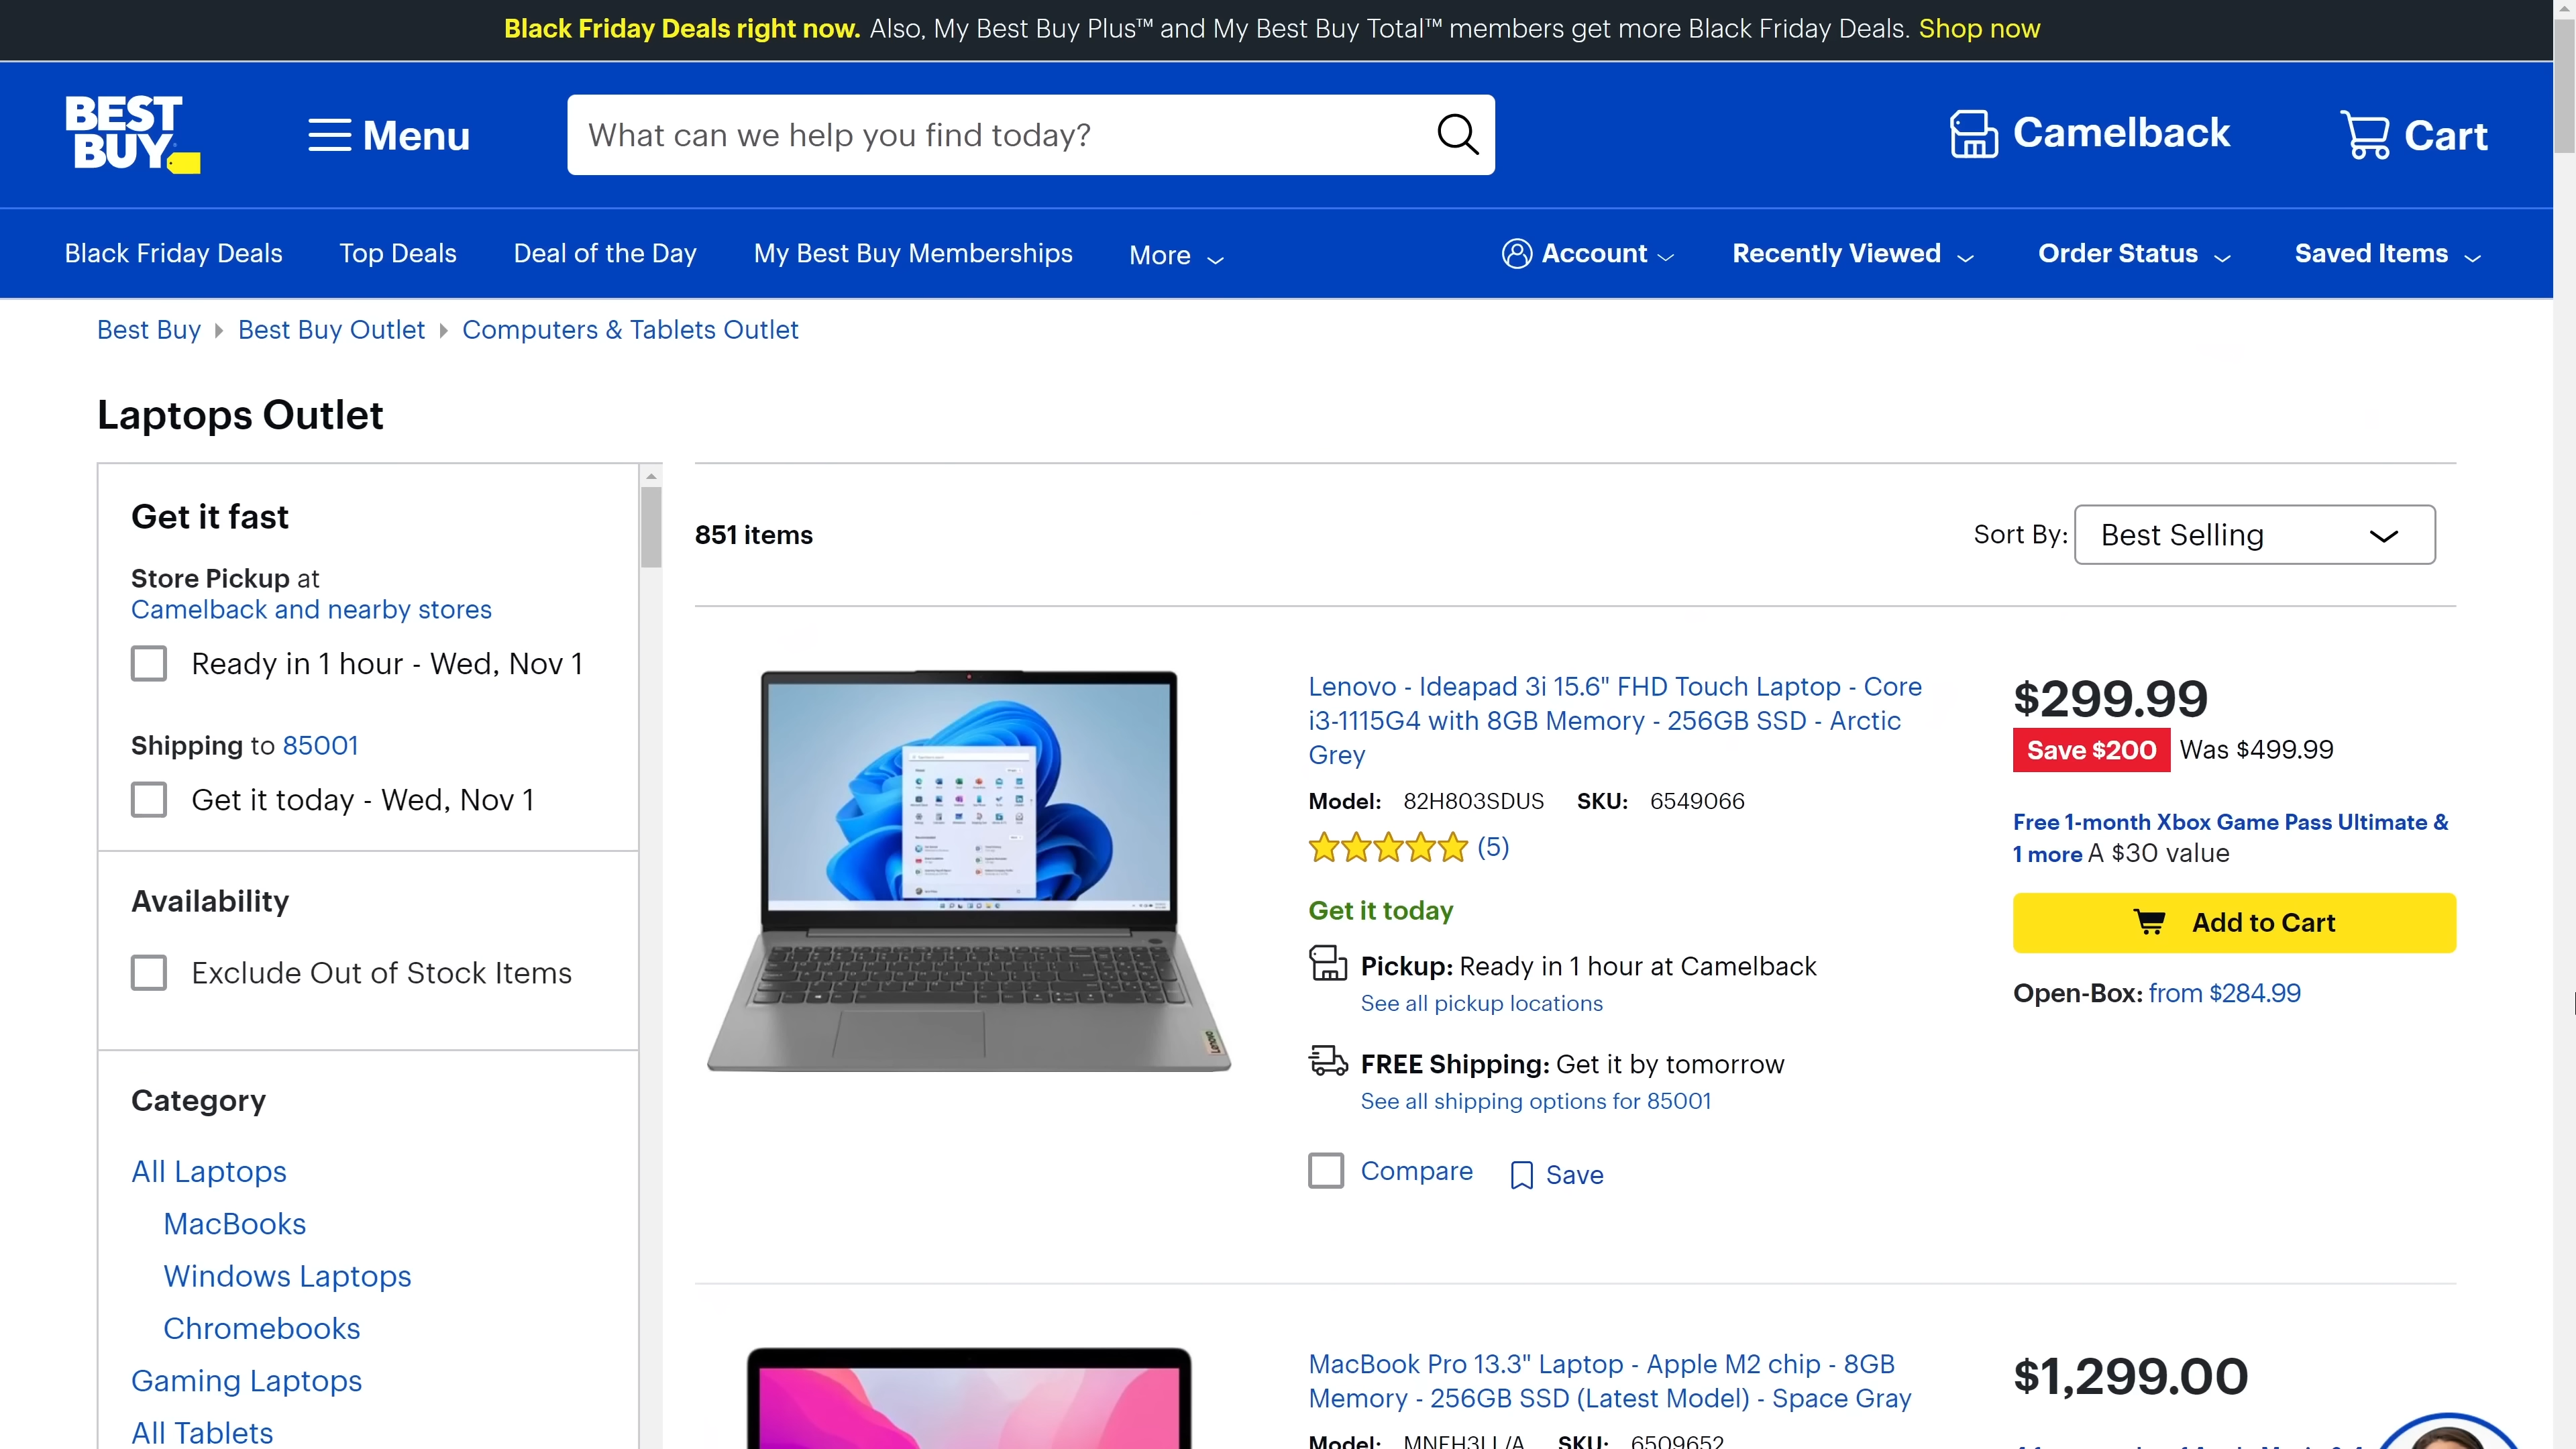 Black Friday Deals right now. Also, My Best Buy Plus™ and My Best Buy Total™ members get more Black Friday Deals. Shop now
BEST BUY
Menu
What can we help you find today?
Camelback
Cart
Black Friday Deals
Top Deals
Deal of the Day
My Best Buy Memberships
More
Account
Recently Viewed
Order Status
Saved Items
Best Buy
Best Buy Outlet
Computers & Tablets Outlet
Laptops Outlet
Get it fast
Store Pickup at
Camelback and nearby stores
Ready in 1 hour - Wed, Nov 1
Shipping to 85001
Get it today - Wed, Nov 1
Availability
Exclude Out of Stock Items
Category
All Laptops
MacBooks
Windows Laptops
Chromebooks
Gaming Laptops
All Tablets
851 items
Sort By: Best Selling
Lenovo - Ideapad 3i 15.6" FHD Touch Laptop - Core
i3-1115G4 with 8GB Memory - 256GB SSD - Arctic
Grey
Model: 82H803SDUS SKU: 6549066
(5)
Get it today
Pickup: Ready in 1 hour at Camelback
See all pickup locations
FREE Shipping: Get it by tomorrow
See all shipping options for 85001
Compare
Save
$299.99
Save $200 Was $499.99
Free 1-month Xbox Game Pass Ultimate &
1 more A $30 value
Add to Cart
Open-Box: from $284.99
MacBook Pro 13.3" Laptop - Apple M2 chip - 8GB
Memory - 256GB SSD (Latest Model) - Space Gray
Model: MNEH3LL/A SKU: 6509652
$1,299.00
Lenovo